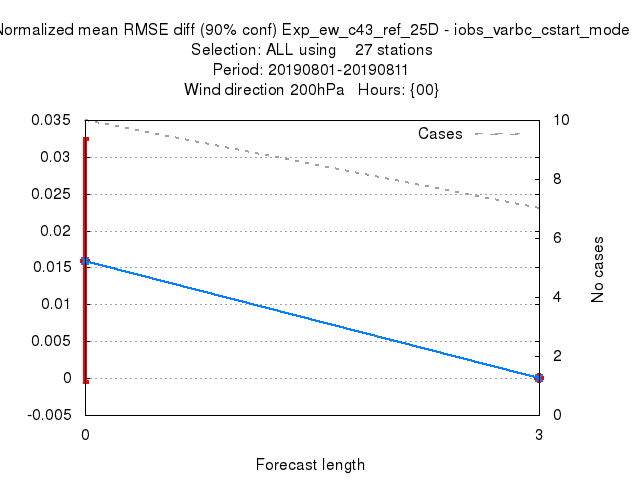 Normalized mean RMSE diff (90% conf) Exp_ew_c43_ref_25D - iobs_varbc_cstart_mode
Selection: ALL using 27 stations
Period: 20190801-20190811
Wind direction 200hPa Hours: {00}
0.035
0.03
0.025
0.02
0.015
0.01
0.005
0
-0.005
Cases
10
8
6
4
2
0
No cases
0
3
Forecast length